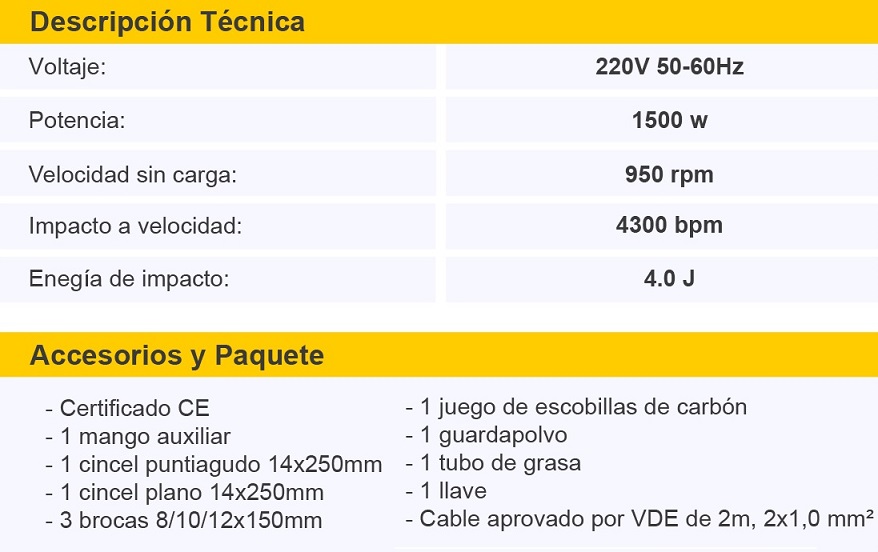 Descripción Técnica
Voltaje: 220V 50-60Hz
Potencia: 1500 w
Velocidad sin carga: 950 rpm
Impacto a velocidad: 4300 bpm
Enegía de impacto: 4.0 J
Accesorios y Paquete
- Certificado CE
- 1 mango auxiliar
- 1 cincel puntiagudo 14x250mm
- 1 cincel plano 14x250mm
- 3 brocas 8/10/12x150mm
- 1 juego de escobillas de carbón
- 1 guardapolvo
- 1 tubo de grasa
- 1 llave
- Cable aprovado por VDE de 2m, 2x1,0 mm²